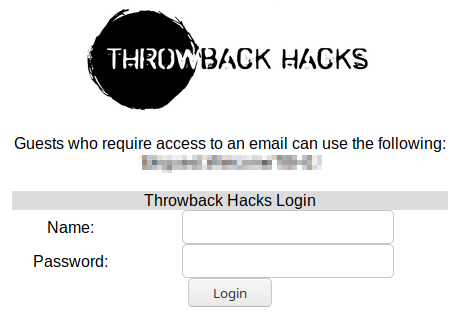 THROWBACK HACKS
Guests who require access to an email can use the following:
Throwback Hacks Login
Name:
Password:
Login